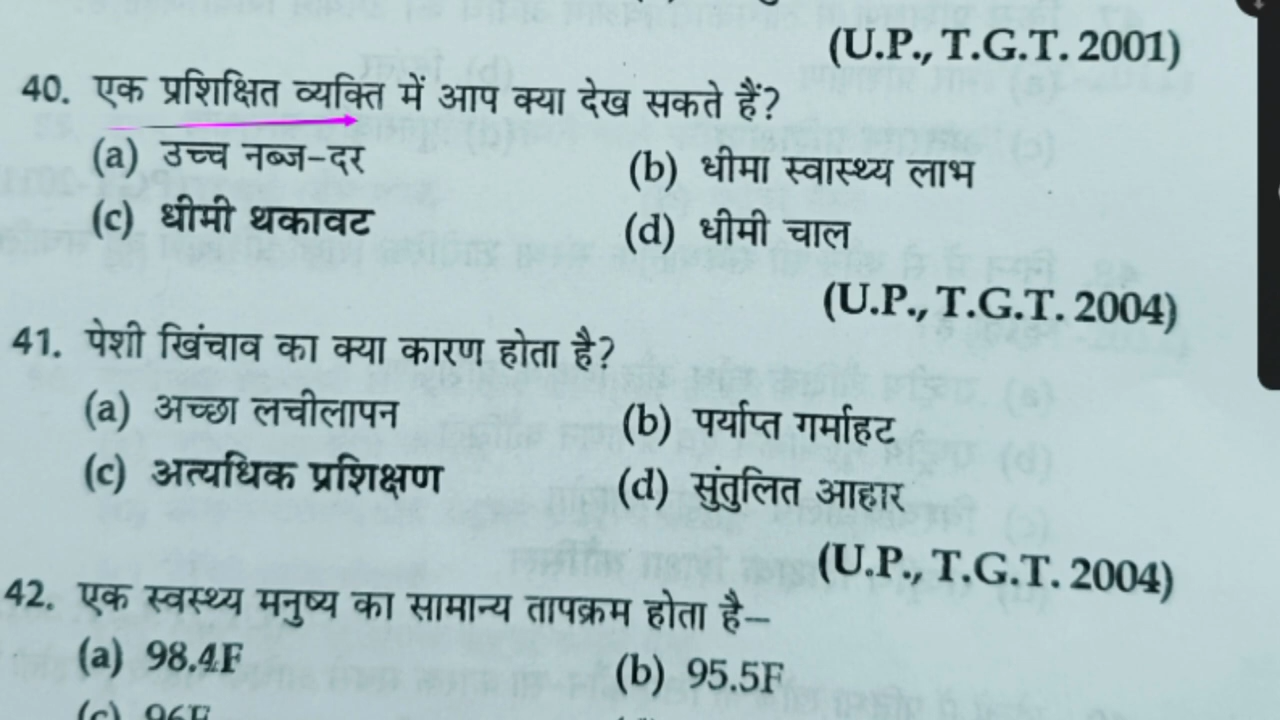 (U.P., T.G.T. 2001)
40. एक प्रशिक्षित व्यक्ति में आप क्या देख सकते हैं?
(a) उच्च नब्ज-दर (b) धीमा स्वास्थ्य लाभ
(c) धीमी थकावट (d) धीमी चाल
(U.P., T.G.T. 2004)
41. पेशी खिंचाव का क्या कारण होता है?
(a) अच्छा लचीलापन (b) पर्याप्त गर्माहट
(c) अत्यधिक प्रशिक्षण (d) सुंतुलित आहार
(U.P., T.G.T. 2004)
42. एक स्वस्थ्य मनुष्य का सामान्य तापक्रम होता है–
(a) 98.4F (b) 95.5F
(c) 96F